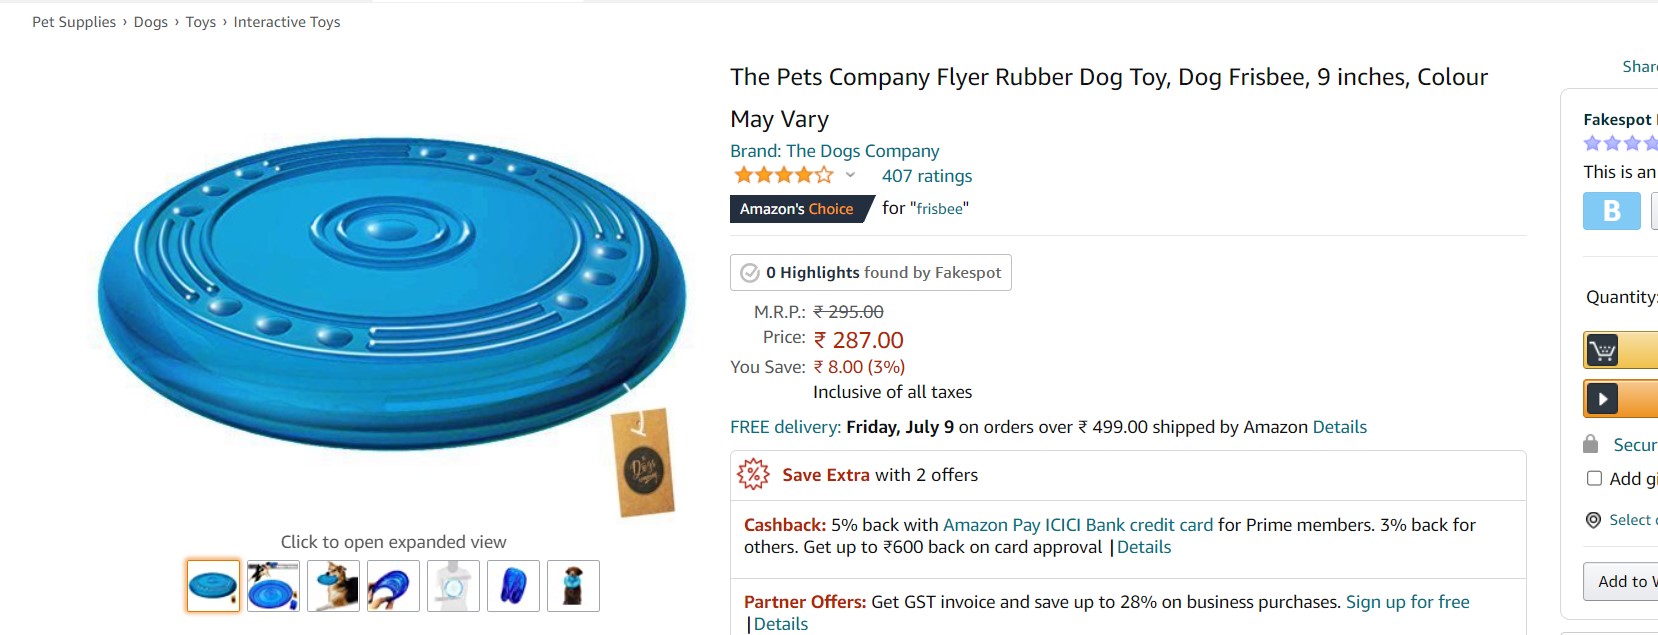 Pet Supplies › Dogs › Toys › Interactive Toys
The Pets Company Flyer Rubber Dog Toy, Dog Frisbee, 9 inches, Colour
May Vary
Brand: The Dogs Company
407 ratings
Amazon's Choice for "frisbee"
0 Highlights found by Fakespot
M.R.P.: ₹ 295.00
Price: ₹ 287.00
You Save: ₹ 8.00 (3%)
Inclusive of all taxes
FREE delivery: Friday, July 9 on orders over ₹ 499.00 shipped by Amazon Details
Save Extra with 2 offers
Cashback: 5% back with Amazon Pay ICICI Bank credit card for Prime members. 3% back for
others. Get up to ₹600 back on card approval | Details
Partner Offers: Get GST invoice and save up to 28% on business purchases. Sign up for free
| Details
Dogs
Click to open expanded view
Shar
Fakespot
This is an
B
Quantity:
Secur
Add gi
Select
Add to W